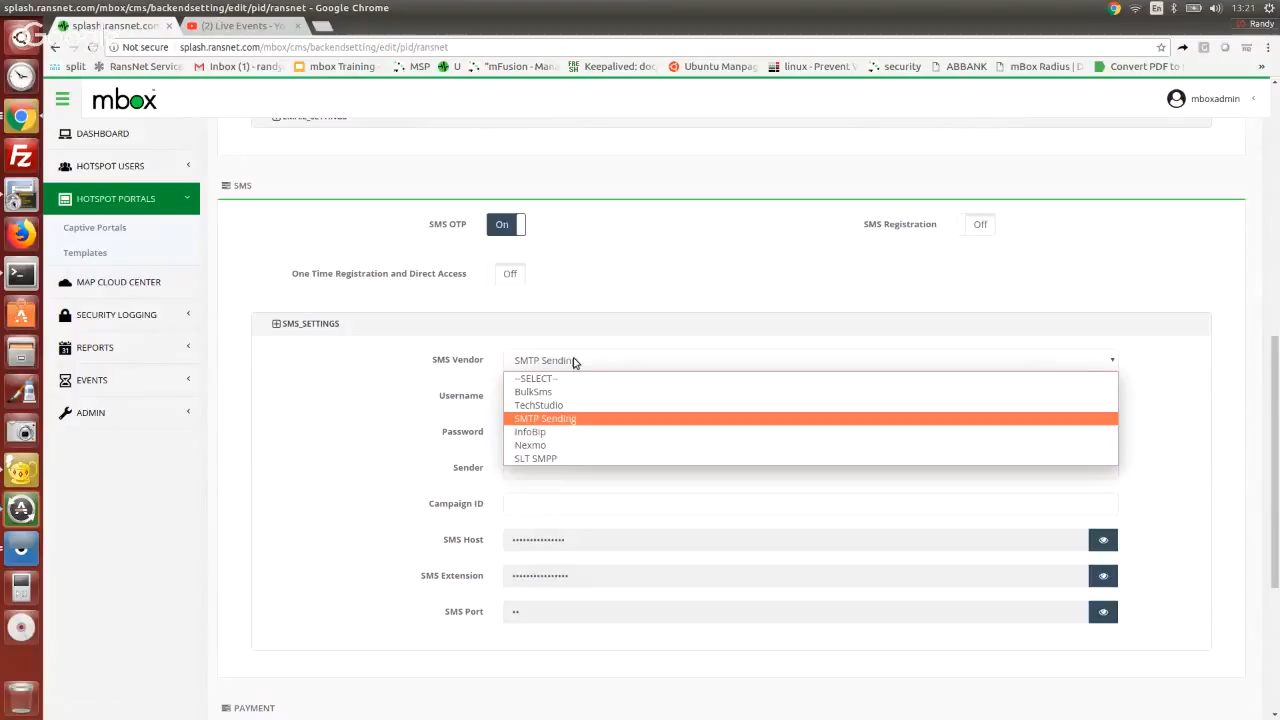 splash.ransnet.com/mbox/cms/backendsetting/edit/pid/ransnet - Google Chrome
En
13:21
splash.ransnet.com
(2) Live Events - Yo
Randy
Not secure
splash.ransnet.com/mbox/cms/backendsetting/edit/pid/ransnet
split
RansNet Service
Inbox (1) - randy
mbox Training -
MSP
U
"mFusion - Mana
Keepalived: doc
Ubuntu Manpag
linux - Prevent
security
ABBANK
mBox Radius | D
Convert PDF to
»
mbox
mboxadmin
DASHBOARD
EMAIL_SETTINGS
HOTSPOT USERS
SMS
HOTSPOT PORTALS
SMS OTP
On
SMS Registration
Off
Captive Portals
Templates
One Time Registration and Direct Access
Off
MAP CLOUD CENTER
SECURITY LOGGING
SMS_SETTINGS
REPORTS
SMS Vendor
SMTP Sending
EVENTS
--SELECT--
BulkSms
Username
TechStudio
ADMIN
SMTP Sending
Password
InfoBip
Nexmo
SLT SMPP
Sender
Campaign ID
SMS Host
•••••••••••••••
SMS Extension
••••••••••••••••
SMS Port
••
PAYMENT